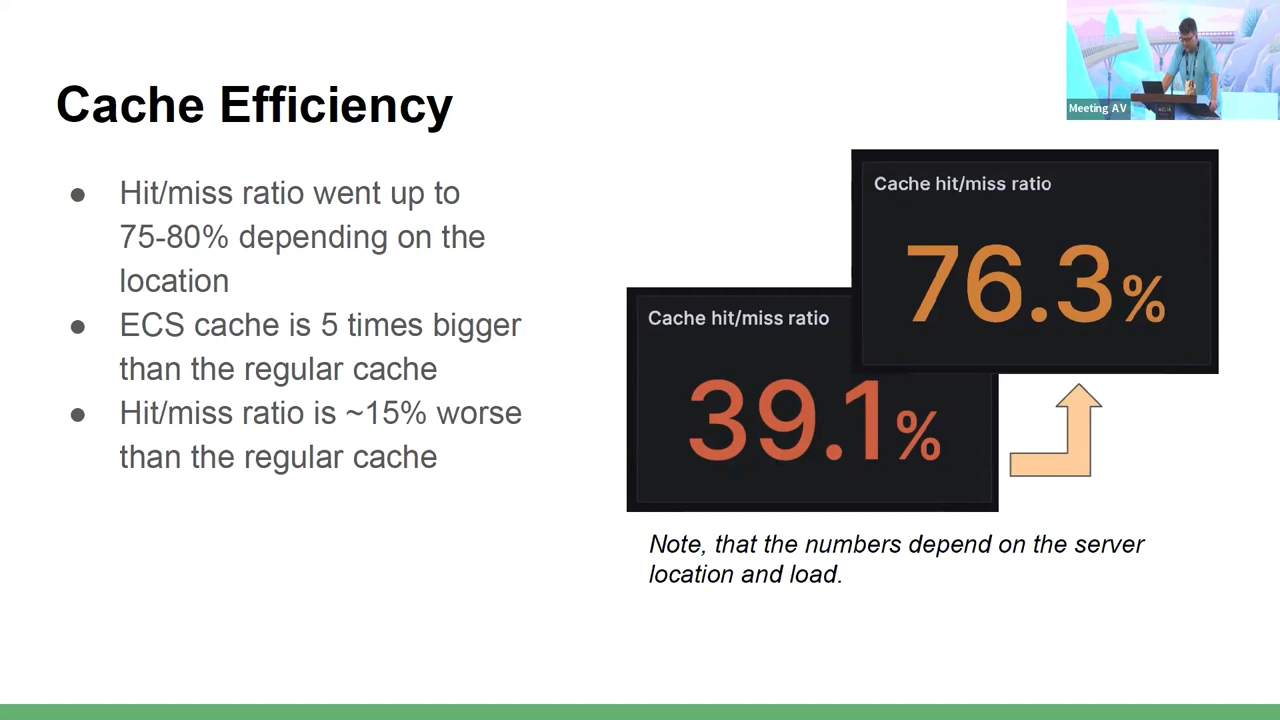 Meeting AV
Cache Efficiency
● Hit/miss ratio went up to
75-80% depending on the
location
● ECS cache is 5 times bigger
than the regular cache
● Hit/miss ratio is ~15% worse
than the regular cache
Cache hit/miss ratio
76.3%
Cache hit/miss ratio
39.1%
Note, that the numbers depend on the server
location and load.